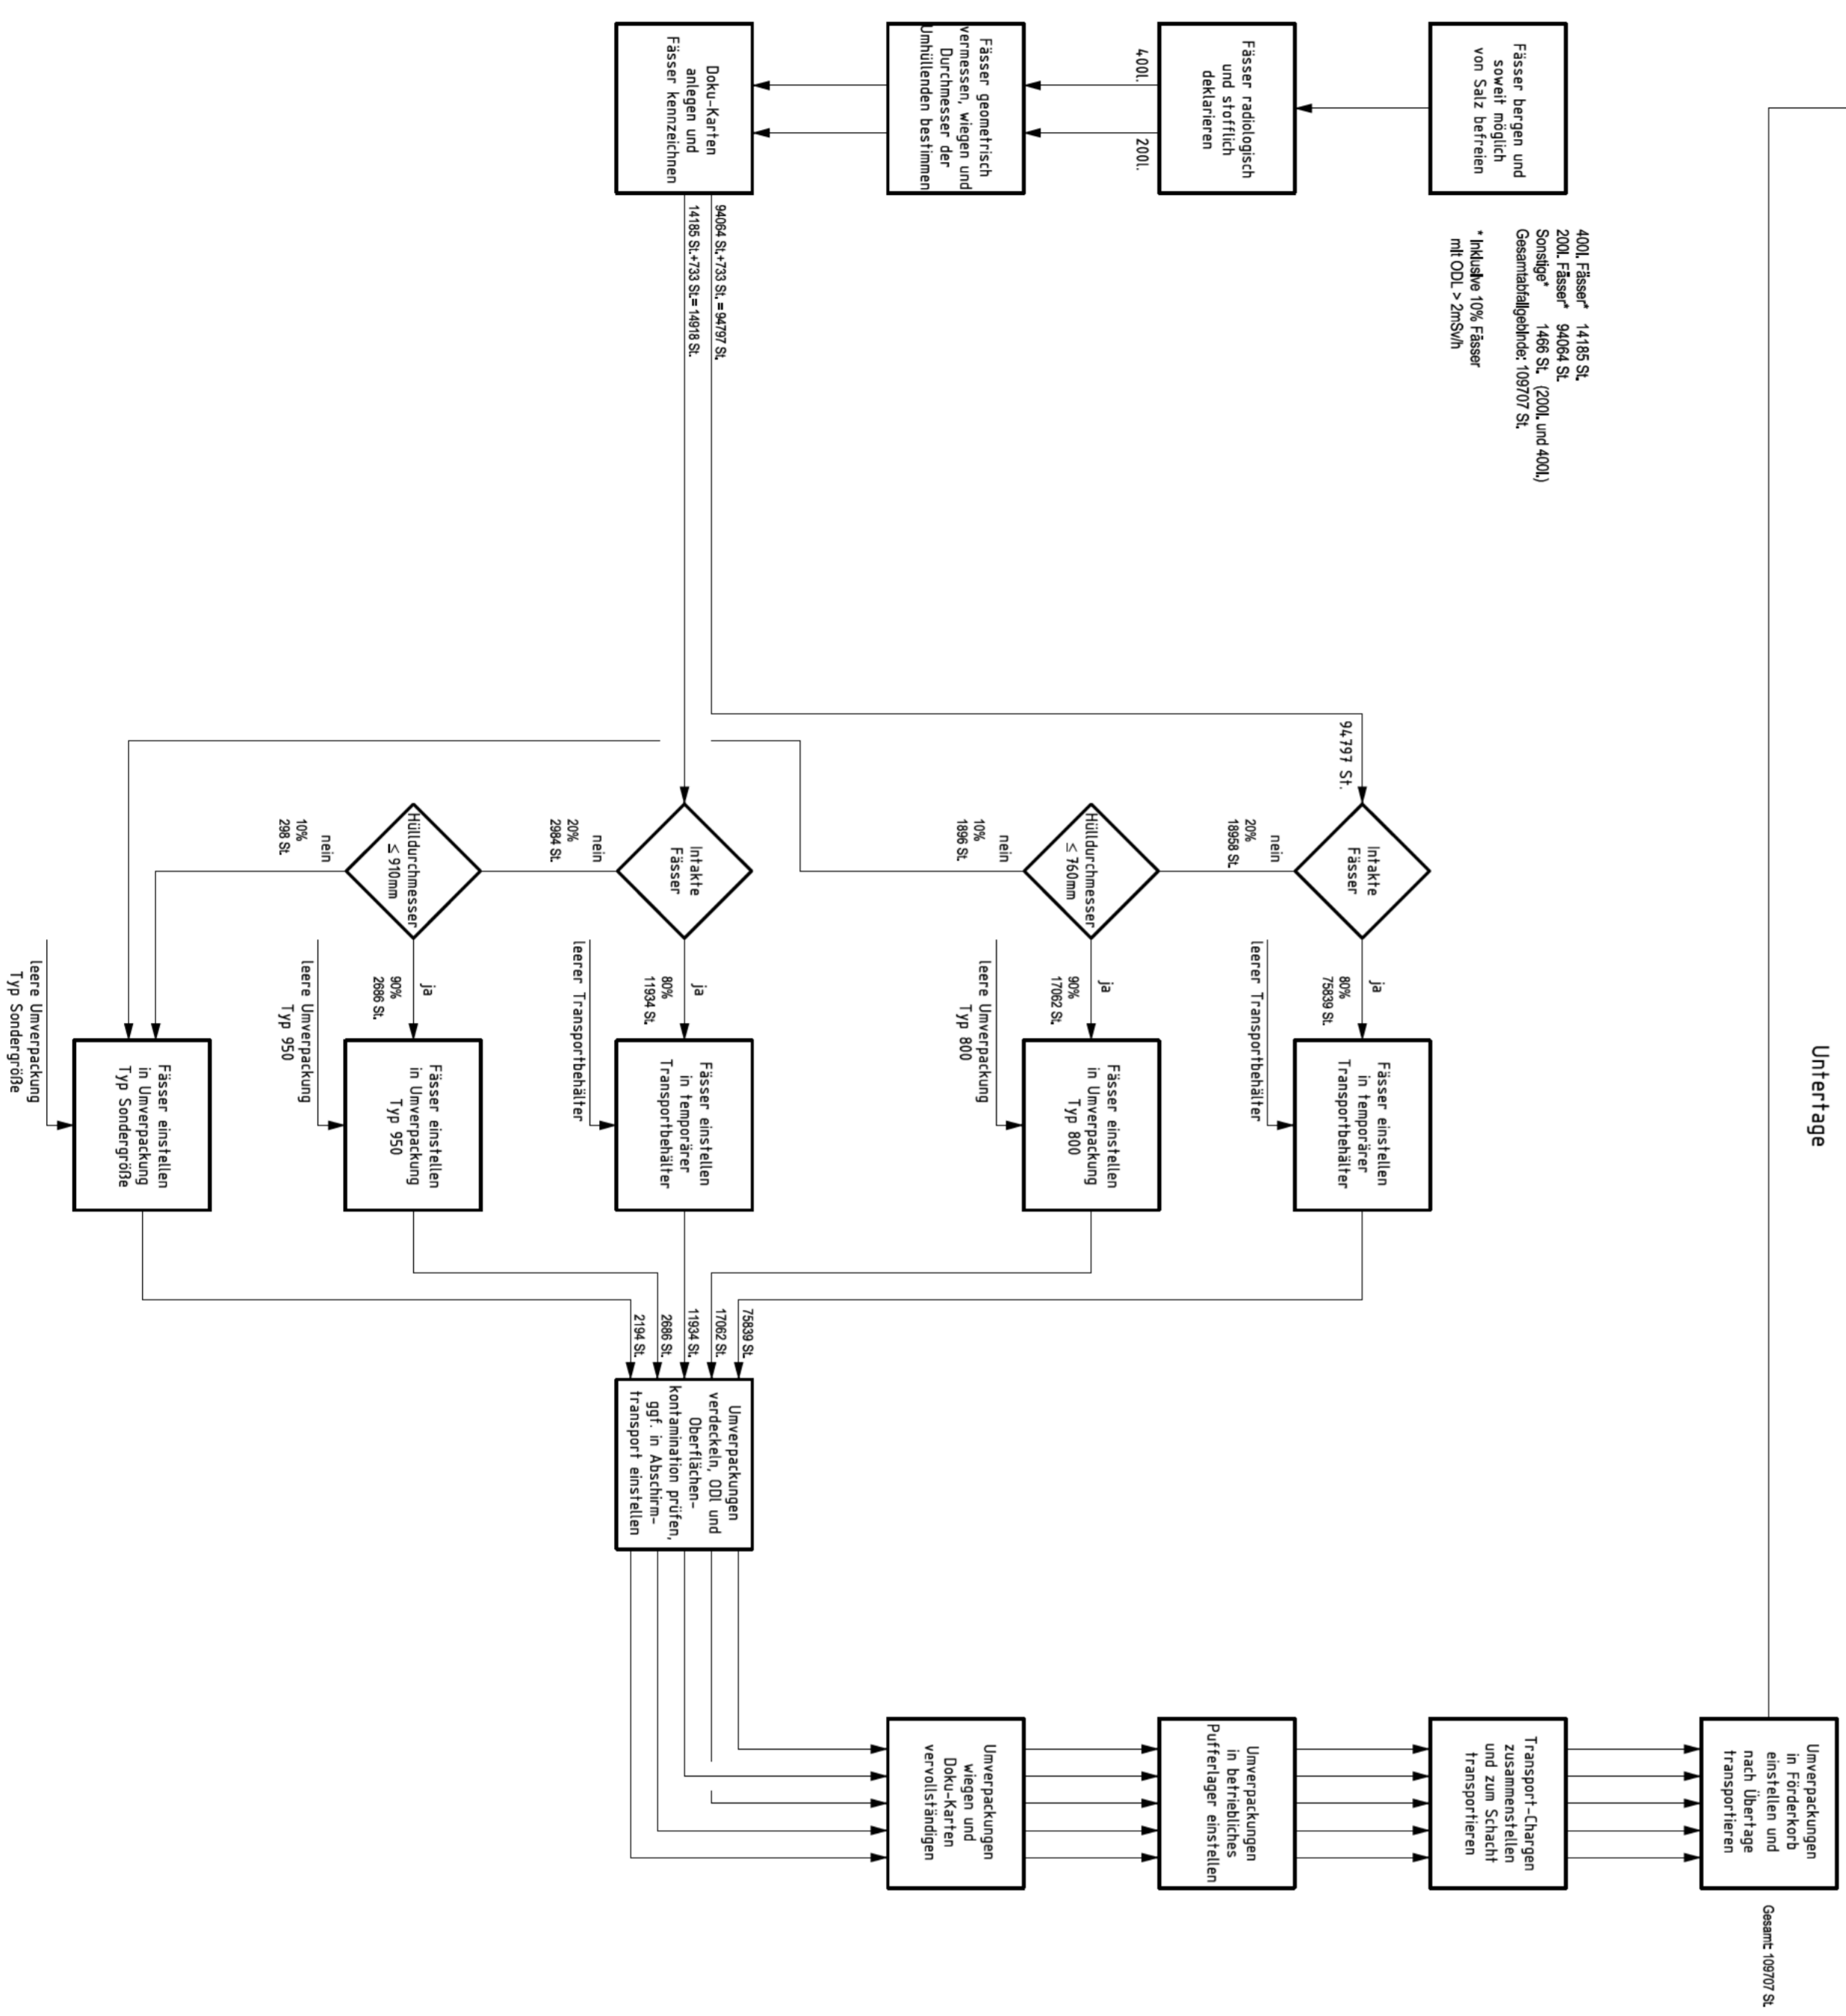 Untertage
Fässer bergen und
soweit möglich
von Salz befreien
400l. Fässer* 14185 St.
200l. Fässer* 94064 St.
Sonstige* 1466 St. (200l. und 400l.)
Gesamtabfallgebinde: 109707 St.
* Inklusive 10% Fässer
mit ODL > 2mSv/h
Fässer radiologisch
und stofflich
deklarieren
400l.
200l.
Fässer geometrisch
vermessen, wiegen und
Durchmesser der
Umhüllenden bestimmen
Doku-Karten
anlegen und
Fässer kennzeichnen
94064 St.+733 St. = 94797 St.
14185 St.+733 St.= 14918 St.
94797 St.
Intakte
Fässer
ja
80%
75839 St.
nein
20%
18958 St.
leerer Transportbehälter
Fässer einstellen
in temporärer
Transportbehälter
Hülldurchmesser
≤ 760mm
ja
90%
17062 St.
nein
10%
1896 St.
leere Umverpackung
Typ 800
Fässer einstellen
in Umverpackung
Typ 800
Intakte
Fässer
ja
80%
11934 St.
nein
20%
2984 St.
leerer Transportbehälter
Fässer einstellen
in temporärer
Transportbehälter
Hülldurchmesser
≤ 910mm
ja
90%
2686 St.
nein
10%
298 St.
leere Umverpackung
Typ 950
Fässer einstellen
in Umverpackung
Typ 950
leere Umverpackung
Typ Sondergröße
Fässer einstellen
in Umverpackung
Typ Sondergröße
75839 St.
17062 St.
11934 St.
2686 St.
2194 St.
Umverpackungen
verdeckeln, ODl und
Oberflächen-
kontamination prüfen,
ggf. in Abschirm-
transport einstellen
Umverpackungen
wiegen und
Doku-Karten
vervollständigen
Umverpackungen
in betriebliches
Pufferlager einstellen
Transport-Chargen
zusammenstellen
und zum Schacht
transportieren
Umverpackungen
in Förderkorb
einstellen und
nach Übertage
transportieren
Gesamt: 109707 St.